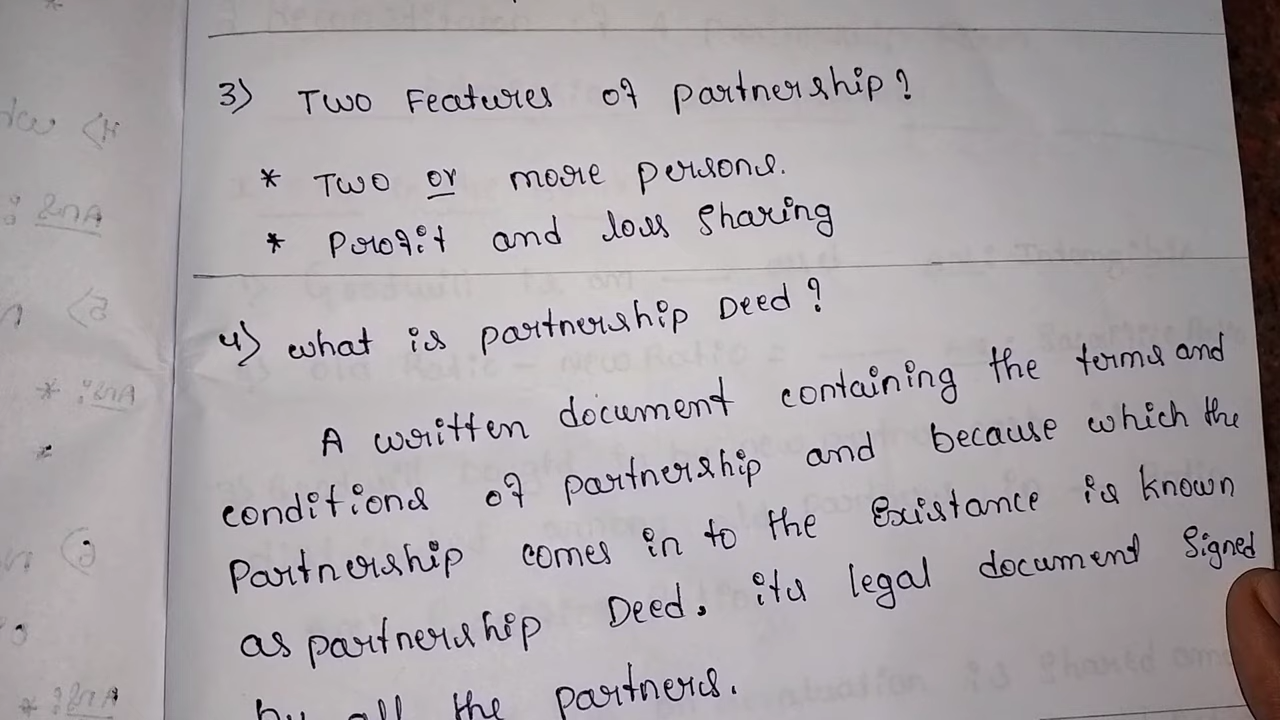 3) Two Features of partnership?
* Two or more persons.
* Profit and loss sharing
4) what is partnership Deed?
A written document containing the terms and
conditions of partnership and because which the
Partnership comes in to the Existance is known
as partnership Deed. its legal document signed
by all the partners.